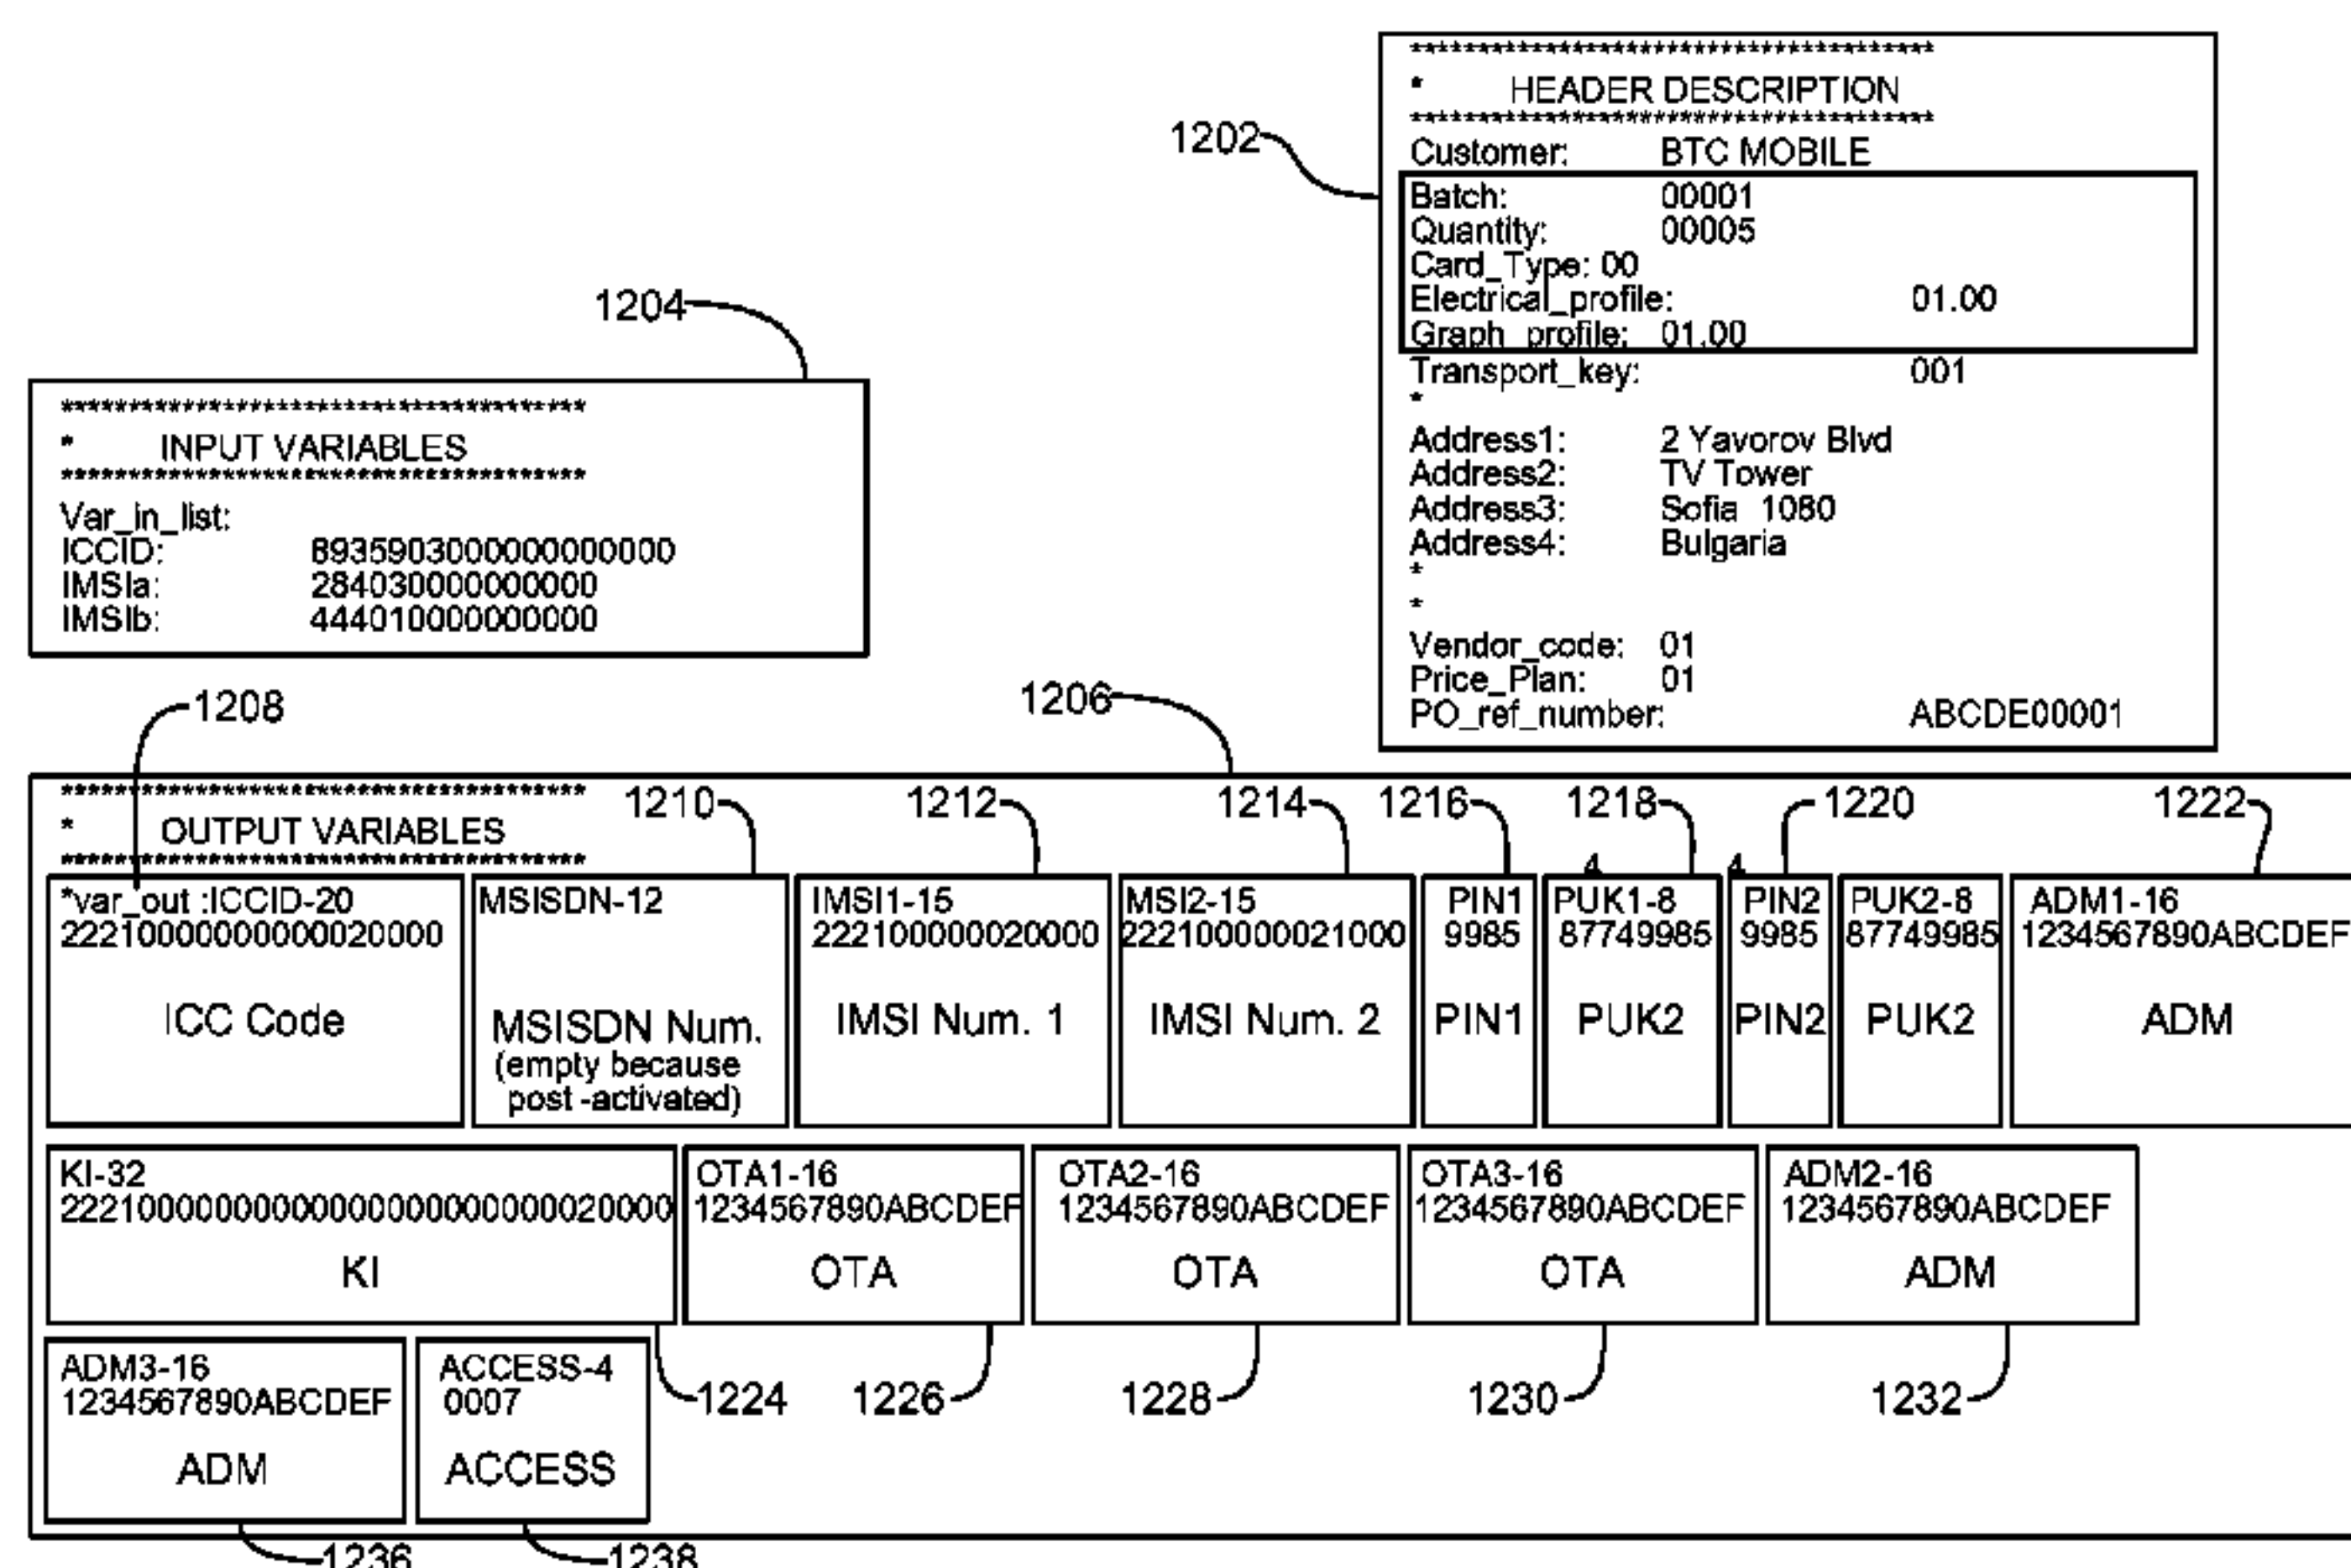 ************************************
* HEADER DESCRIPTION
************************************
1202
Customer: BTC MOBILE
Batch: 00001
Quantity: 00005
Card_Type: 00
Electrical_profile: 01.00
Graph_profile: 01.00
Transport_key: 001
*
Address1: 2 Yavorov Blvd
Address2: TV Tower
Address3: Sofia 1080
Address4: Bulgaria
*
*
Vendor_code: 01
Price_Plan: 01
PO_ref_number: ABCDE00001
1204
************************************
* INPUT VARIABLES
************************************
Var_in_list:
ICCID: 8935903000000000000
IMSIa: 284030000000000
IMSIb: 444010000000000
1208
1206
************************************
* OUTPUT VARIABLES
************************************
1210 1212 1214 1216 1218 1220 1222
4 4
*var_out :ICCID-20
22210000000000020000
ICC Code
MSISDN-12
MSISDN Num.
(empty because
post -activated)
IMSI1-15
222100000020000
IMSI Num. 1
MSI2-15
222100000021000
IMSI Num. 2
PIN1
9985
PIN1
PUK1-8
87749985
PUK2
PIN2
9985
PIN2
PUK2-8
87749985
PUK2
ADM1-16
1234567890ABCDEF
ADM
KI-32
22210000000000000000000000020000
KI
OTA1-16
1234567890ABCDEF
OTA
OTA2-16
1234567890ABCDEF
OTA
OTA3-16
1234567890ABCDEF
OTA
ADM2-16
1234567890ABCDEF
ADM
ADM3-16
1234567890ABCDEF
ADM
ACCESS-4
0007
ACCESS
1224 1226 1228 1230 1232
1236 1238